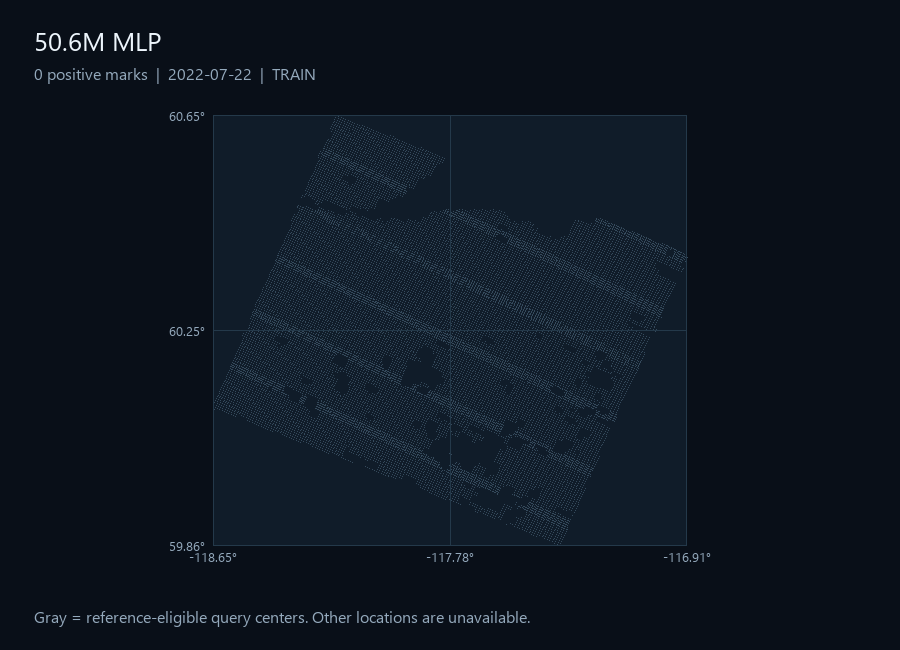 50.6M MLP
0 positive marks | 2022-07-22 | TRAIN
60.65°
60.25°
59.86°
-118.65°
-117.78°
-116.91°
Gray = reference-eligible query centers. Other locations are unavailable.